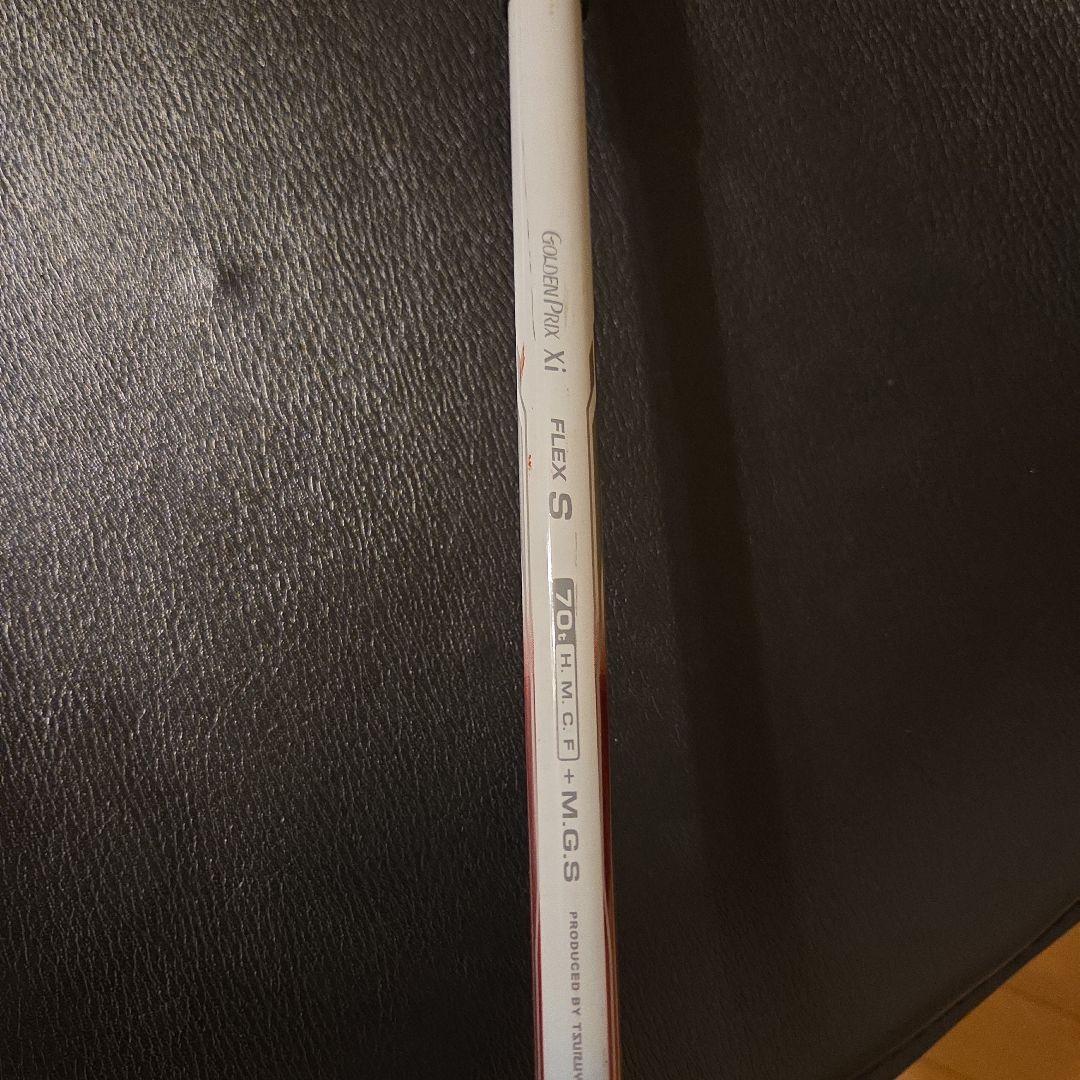 GOLDEN PRIX Xi
FLEX S
70t H. M. C. F + M.G.S
PRODUCED BY